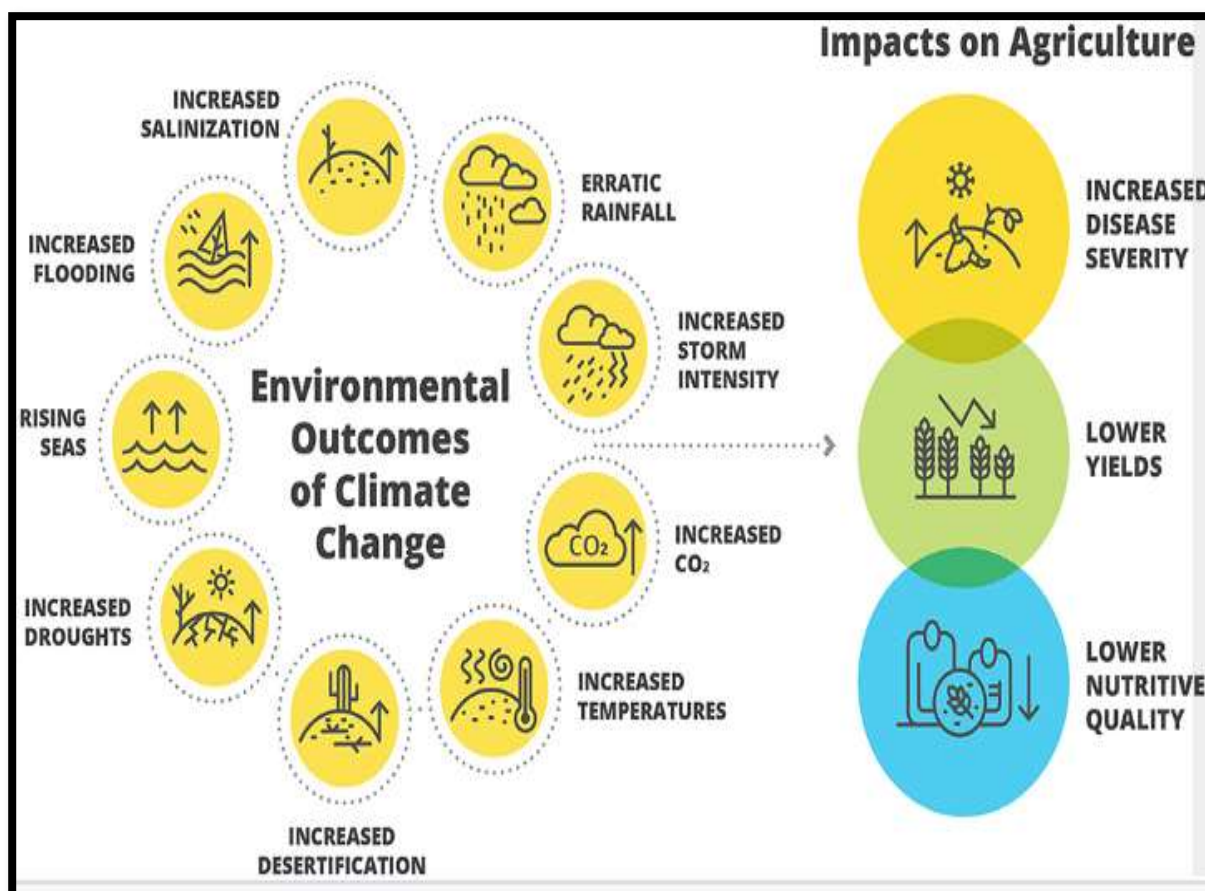 Impacts on Agriculture
INCREASED
SALINIZATION
ERRATIC
RAINFALL
INCREASED
FLOODING
INCREASED
STORM
INTENSITY
RISING
SEAS
Environmental
Outcomes
of Climate
Change
INCREASED
CO₂
CO₂
INCREASED
DROUGHTS
INCREASED
TEMPERATURES
INCREASED
DESERTIFICATION
INCREASED
DISEASE
SEVERITY
LOWER
YIELDS
LOWER
NUTRITIVE
QUALITY